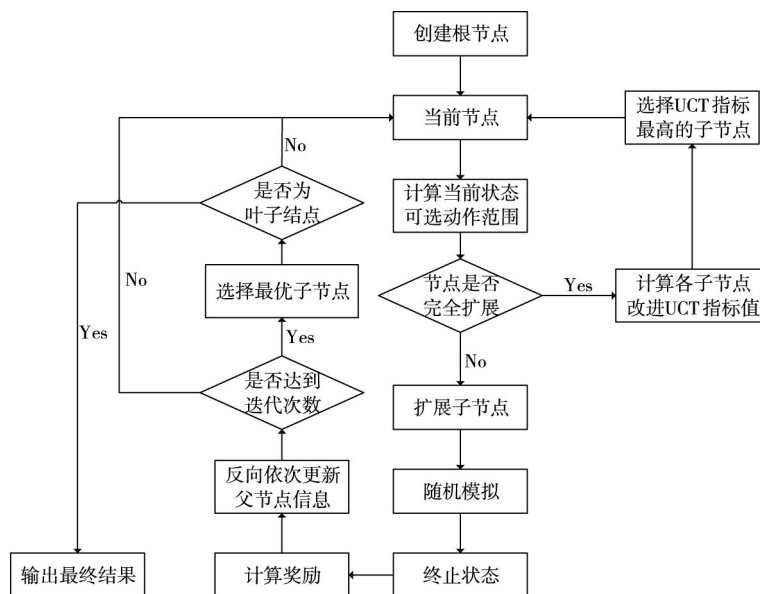 创建根节点
当前节点
选择UCT指标
最高的子节点
No
是否为
叶子结点
计算当前状态
可选动作范围
No
选择最优子节点
节点是否
完全扩展
Yes
计算各子节点
改进UCT指标值
Yes
Yes
No
是否达到
迭代次数
扩展子节点
反向依次更新
父节点信息
随机模拟
输出最终结果
计算奖励
终止状态